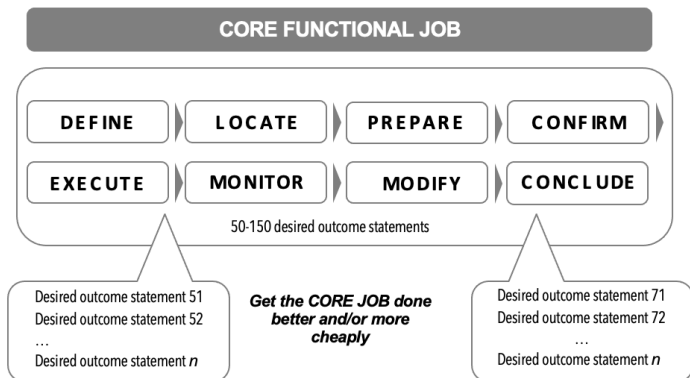 CORE FUNCTIONAL JOB
DEFINE
LOCATE
PREPARE
CONFIRM
EXECUTE
MONITOR
MODIFY
CONCLUDE
50-150 desired outcome statements
Desired outcome statement 51
Desired outcome statement 52
...
Desired outcome statement n
Get the CORE JOB done
better and/or more
cheaply
Desired outcome statement 71
Desired outcome statement 72
...
Desired outcome statement n